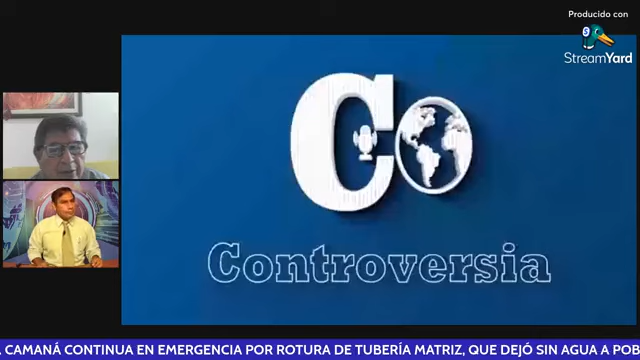 Producido con
StreamYard
CO
Controversia
CAMANÁ CONTINUA EN EMERGENCIA POR ROTURA DE TUBERÍA MATRIZ, QUE DEJÓ SIN AGUA A POB